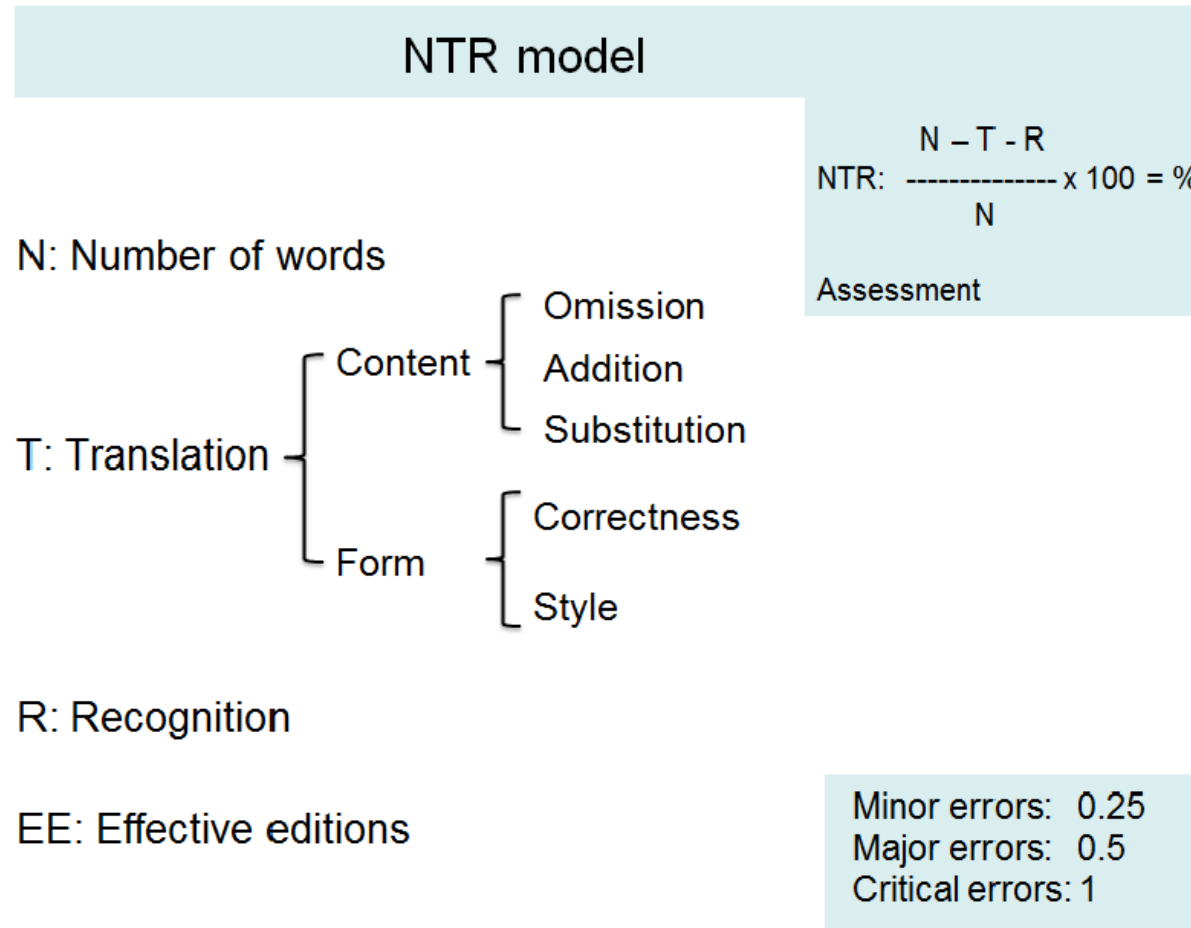 NTR model
N – T - R
NTR: -------------- x 100 = %
N
Assessment
N: Number of words
Omission
Content
Addition
Substitution
T: Translation
Correctness
Form
Style
R: Recognition
EE: Effective editions
Minor errors: 0.25
Major errors: 0.5
Critical errors: 1